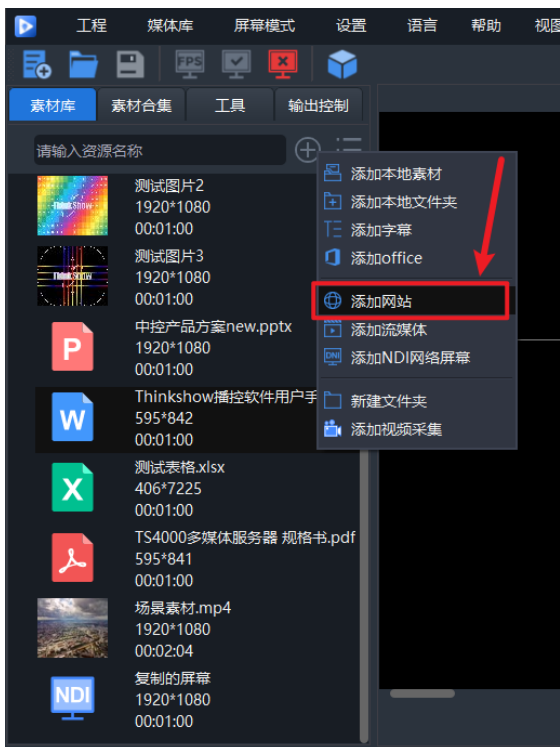 工程 媒体库 屏幕模式 设置 语言 帮助 视图
FPS
素材库 素材合集 工具 输出控制
请输入资源名称
添加本地素材
添加本地文件夹
添加字幕
添加office
添加网站
添加流媒体
添加NDI网络屏幕
新建文件夹
添加视频采集
测试图片2
1920*1080
00:01:00
测试图片3
1920*1080
00:01:00
中控产品方案new.pptx
1920*1080
00:01:00
Thinkshow播控软件用户手
595*842
00:01:00
测试表格.xlsx
406*7225
00:01:00
TS4000多媒体服务器 规格书.pdf
595*841
00:01:00
场景素材.mp4
1920*1080
00:02:04
NDI
复制的屏幕
1920*1080
00:01:00